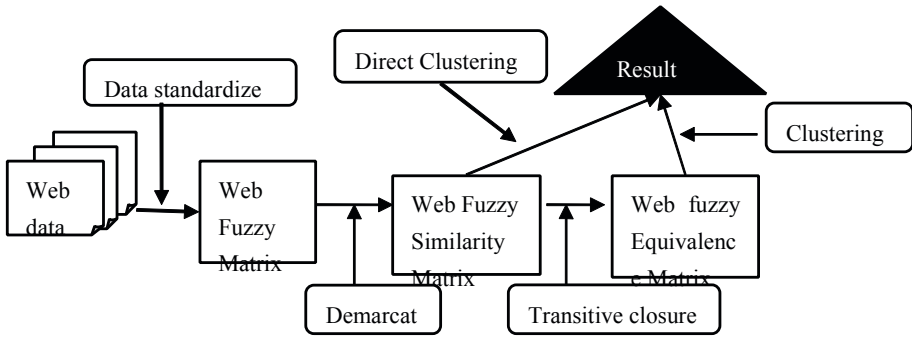 Direct Clustering
Result
Data standardize
Clustering
Web
data
Web
Fuzzy
Matrix
Web Fuzzy
Similarity
Matrix
Web fuzzy
Equivalenc
e Matrix
Demarcat
Transitive closure